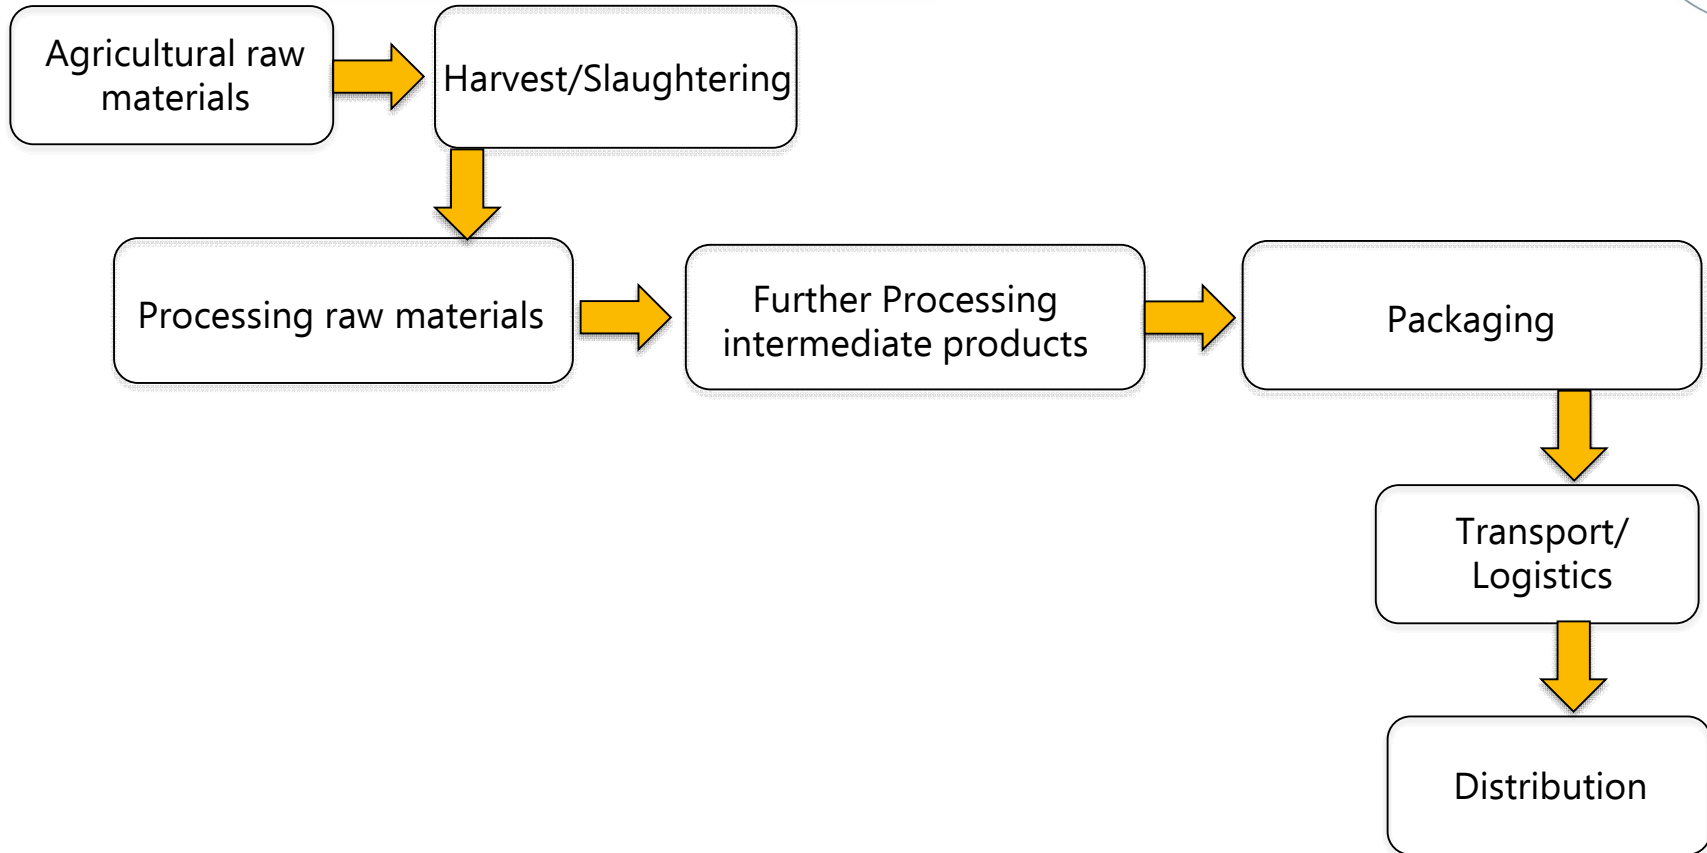 Agricultural raw
materials
Harvest/Slaughtering
Processing raw materials
Further Processing
intermediate products
Packaging
Transport/
Logistics
Distribution